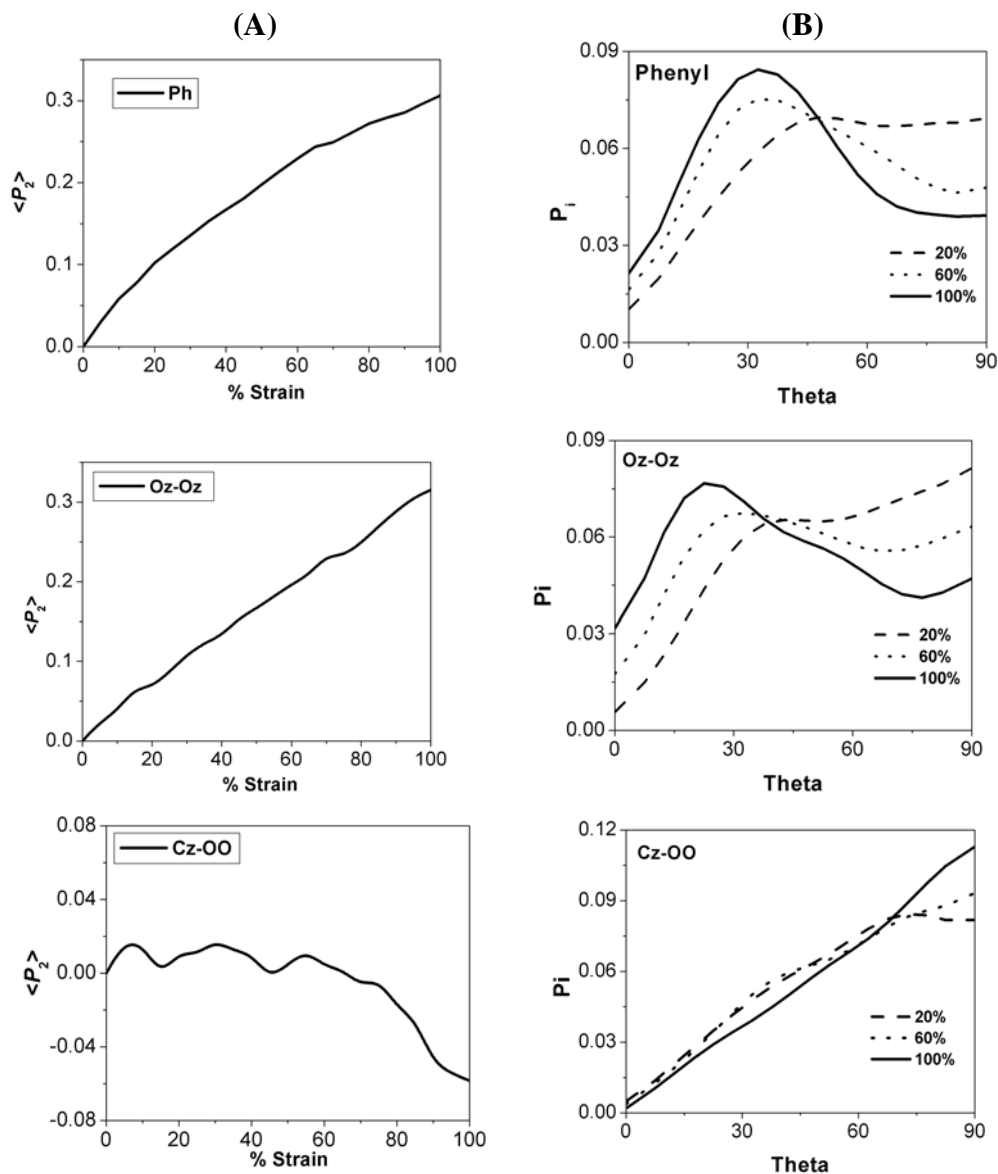 (A)
(B)
Ph
<P2>
0.3
0.2
0.1
0.0
0 20 40 60 80 100
% Strain
Phenyl
Pi
0.09
0.06
0.03
0.00
20%
60%
100%
0 30 60 90
Theta
Oz-Oz
<P2>
0.3
0.2
0.1
0.0
0 20 40 60 80 100
% Strain
Oz-Oz
Pi
0.09
0.06
0.03
0.00
20%
60%
100%
0 30 60 90
Theta
Cz-OO
<P2>
0.08
0.04
0.00
-0.04
-0.08
0 20 40 60 80 100
% Strain
Cz-OO
Pi
0.12
0.09
0.06
0.03
0.00
20%
60%
100%
0 30 60 90
Theta